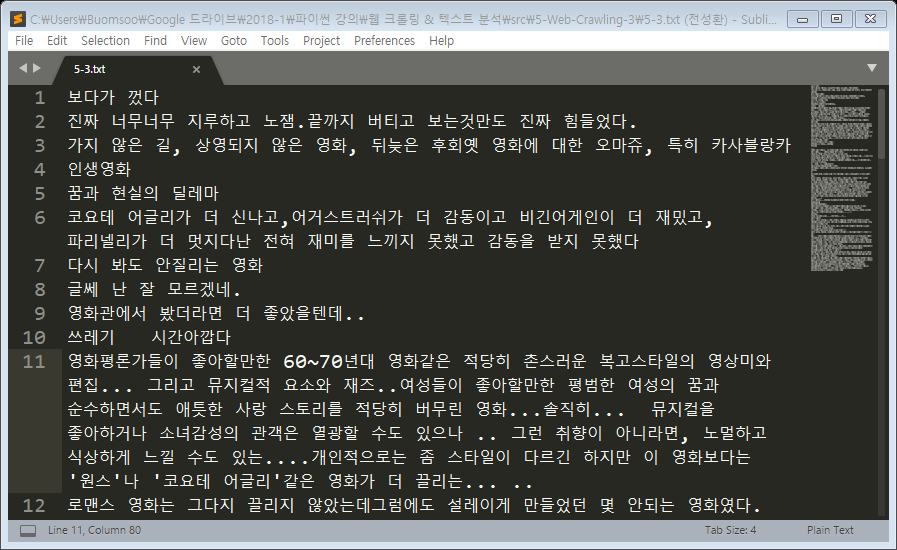 C:₩Users₩Buomsoo₩Google 드라이브₩2018-1₩파이썬 강의₩웹 크롤링 & 텍스트 분석₩src₩5-Web-Crawling-3₩5-3.txt (전성환) - Subli...
File Edit Selection Find View Goto Tools Project Preferences Help
5-3.txt ×
1 보다가 껐다
2 진짜 너무너무 지루하고 노잼.끝까지 버티고 보는것만도 진짜 힘들었다.
3 가지 않은 길, 상영되지 않은 영화, 뒤늦은 후회옛 영화에 대한 오마쥬, 특히 카사블랑카
4 인생영화
5 꿈과 현실의 딜레마
6 코요테 어글리가 더 신나고,어거스트러쉬가 더 감동이고 비긴어게인이 더 재밌고,
파리넬리가 더 멋지다난 전혀 재미를 느끼지 못했고 감동을 받지 못했다
7 다시 봐도 안질리는 영화
8 글쎄 난 잘 모르겠네.
9 영화관에서 봤더라면 더 좋았을텐데..
10 쓰레기   시간아깝다
11 영화평론가들이 좋아할만한 60~70년대 영화같은 적당히 촌스러운 복고스타일의 영상미와
편집... 그리고 뮤지컬적 요소와 재즈..여성들이 좋아할만한 평범한 여성의 꿈과
순수하면서도 애틋한 사랑 스토리를 적당히 버무린 영화...솔직히...  뮤지컬을
좋아하거나 소녀감성의 관객은 열광할 수도 있으나 .. 그런 취향이 아니라면, 노멀하고
식상하게 느낄 수도 있는....개인적으로는 좀 스타일이 다르긴 하지만 이 영화보다는
'원스'나 '코요테 어글리'같은 영화가 더 끌리는... ..
12 로맨스 영화는 그다지 끌리지 않았는데그럼에도 설레이게 만들었던 몇 안되는 영화였다.
Line 11, Column 80 Tab Size: 4 Plain Text